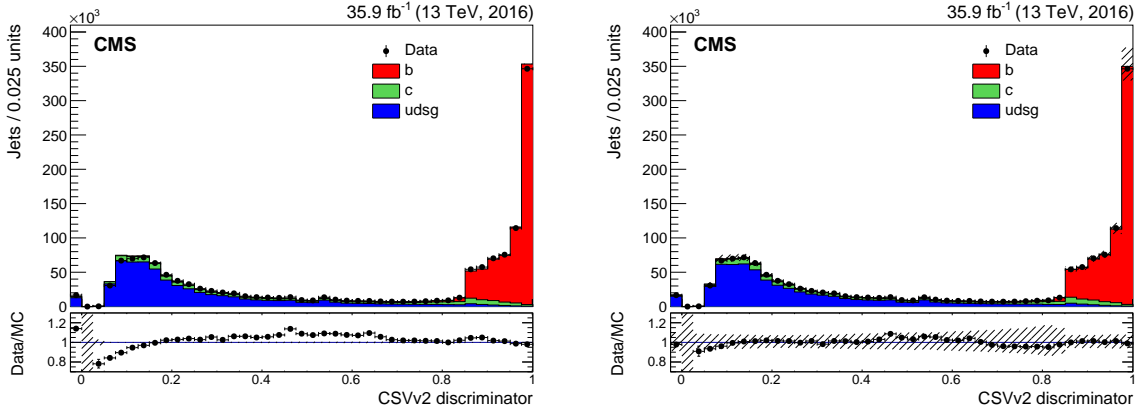 ×10³ 35.9 fb⁻¹ (13 TeV, 2016)
400
CMS
Data
350
b
300
c
250
udsg
200
150
100
50
0
Jets / 0.025 units
1.2
1
0.8
Data/MC
0 0.2 0.4 0.6 0.8 1
CSVv2 discriminator
×10³ 35.9 fb⁻¹ (13 TeV, 2016)
400
CMS
Data
350
b
300
c
250
udsg
200
150
100
50
0
Jets / 0.025 units
1.2
1
0.8
Data/MC
0 0.2 0.4 0.6 0.8 1
CSVv2 discriminator